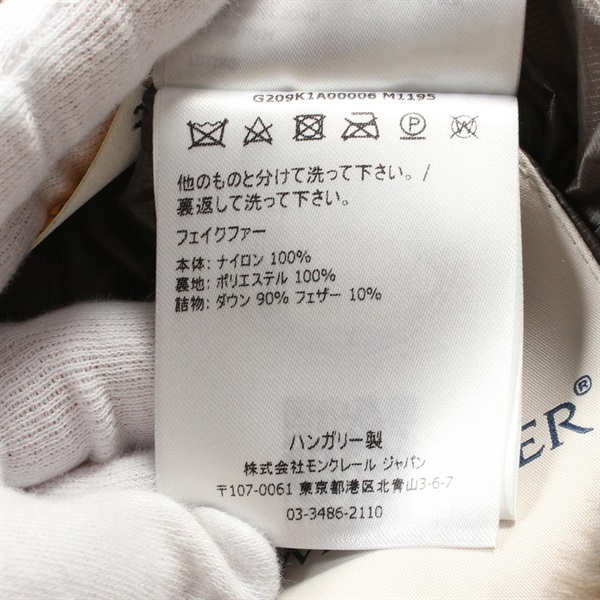 G209K1A00006 M1195
P W
他のものと分けて洗って下さい。/
裏返して洗って下さい。
フェイクファー
本体: ナイロン 100%
裏地: ポリエステル 100%
詰物: ダウン 90% フェザー 10%
ハンガリー製
株式会社モンクレール ジャパン
〒107-0061 東京都港区北青山3-6-7
03-3486-2110
ER®